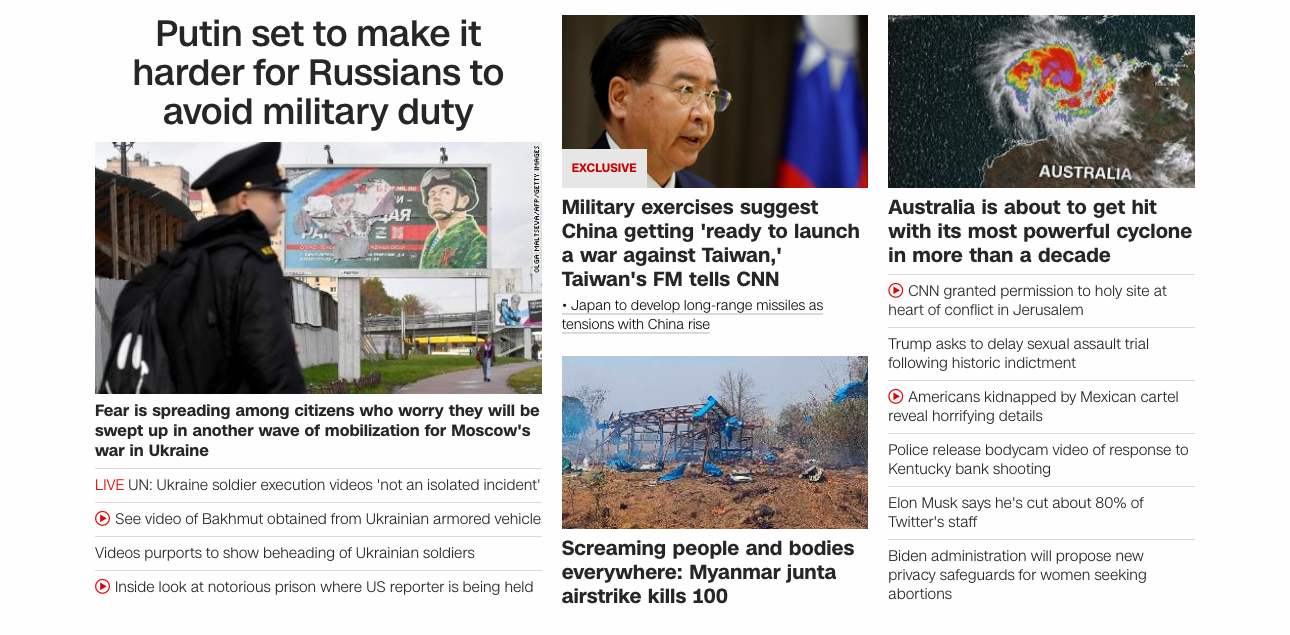 Putin set to make it
harder for Russians to
avoid military duty
OLGA MALTSEVA/AFP/GETTY IMAGES
Fear is spreading among citizens who worry they will be
swept up in another wave of mobilization for Moscow's
war in Ukraine
LIVE UN: Ukraine soldier execution videos 'not an isolated incident'
See video of Bakhmut obtained from Ukrainian armored vehicle
Videos purports to show beheading of Ukrainian soldiers
Inside look at notorious prison where US reporter is being held
EXCLUSIVE
Military exercises suggest
China getting 'ready to launch
a war against Taiwan,'
Taiwan's FM tells CNN
• Japan to develop long-range missiles as
tensions with China rise
Screaming people and bodies
everywhere: Myanmar junta
airstrike kills 100
AUSTRALIA
Australia is about to get hit
with its most powerful cyclone
in more than a decade
CNN granted permission to holy site at
heart of conflict in Jerusalem
Trump asks to delay sexual assault trial
following historic indictment
Americans kidnapped by Mexican cartel
reveal horrifying details
Police release bodycam video of response to
Kentucky bank shooting
Elon Musk says he's cut about 80% of
Twitter's staff
Biden administration will propose new
privacy safeguards for women seeking
abortions